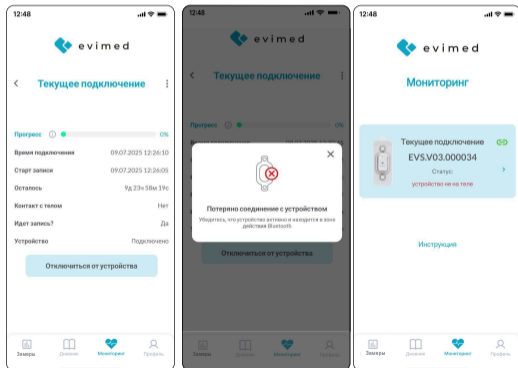 12:48
evimed
Текущее подключение
Прогресс 0%
Время подключения 09.07.2025 12:26:10
Старт записи 09.07.2025 12:26:05
Осталось 9д 23ч 58м 19с
Контакт с телом Нет
Идет запись? Да
Устройство Подключено
Отключиться от устройства
Замеры Дневник Мониторинг Профиль
12:48
evimed
Текущее подключение
Прогресс 0%
Потеряно соединение с устройством
Убедитесь, что устройство активно и находится в зоне
действия Bluetooth
Отключиться от устройства
Замеры Дневник Мониторинг Профиль
12:48
evimed
Мониторинг
Текущее подключение
EVS.V03.000034
Статус:
устройство не на теле
Инструкция
Замеры Дневник Мониторинг Профиль